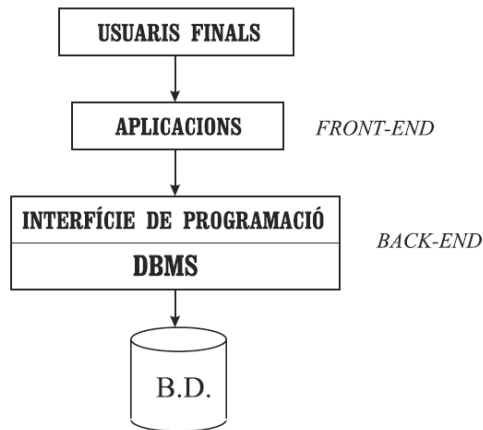 USUARIS FINALS
APLICACIONS
FRONT-END
INTERFÍCIE DE PROGRAMACIÓ
BACK-END
DBMS
B.D.